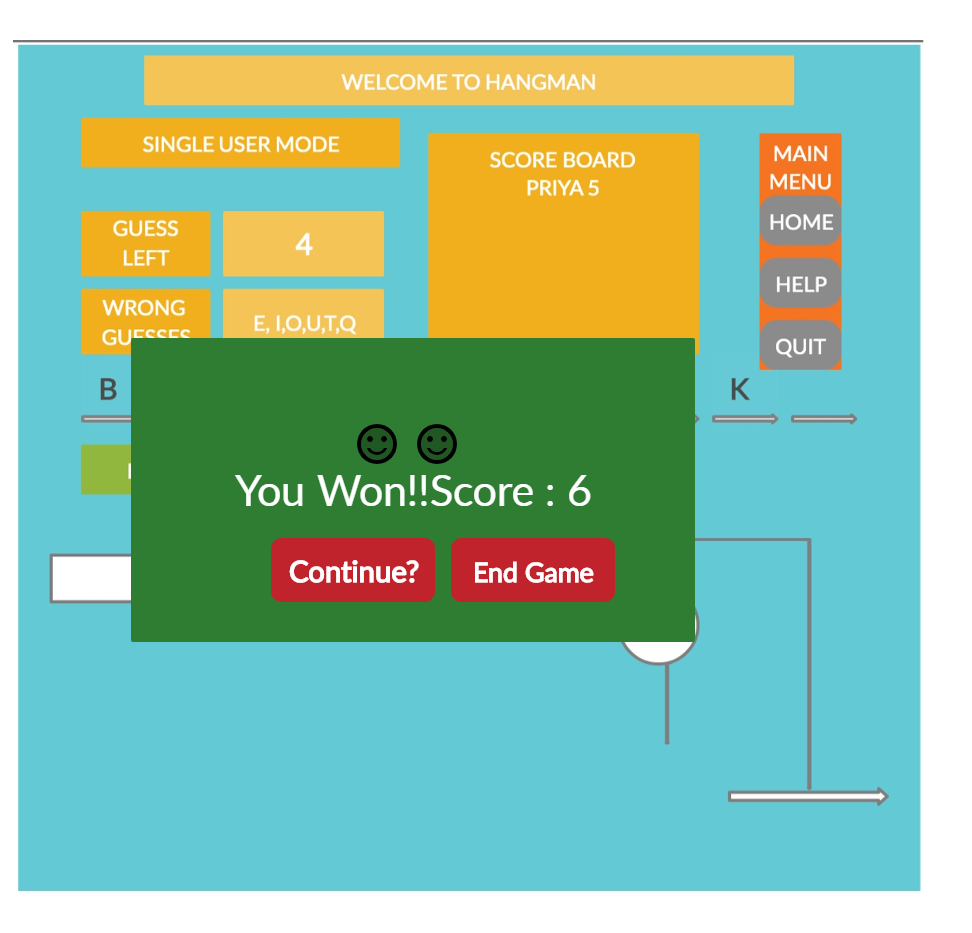 WELCOME TO HANGMAN
SINGLE USER MODE
SCORE BOARD
PRIYA 5
MAIN
MENU
HOME
HELP
QUIT
GUESS
LEFT
4
WRONG
GUESSES
E, I,O,U,T,Q
B
K
You Won!!Score : 6
Continue?
End Game